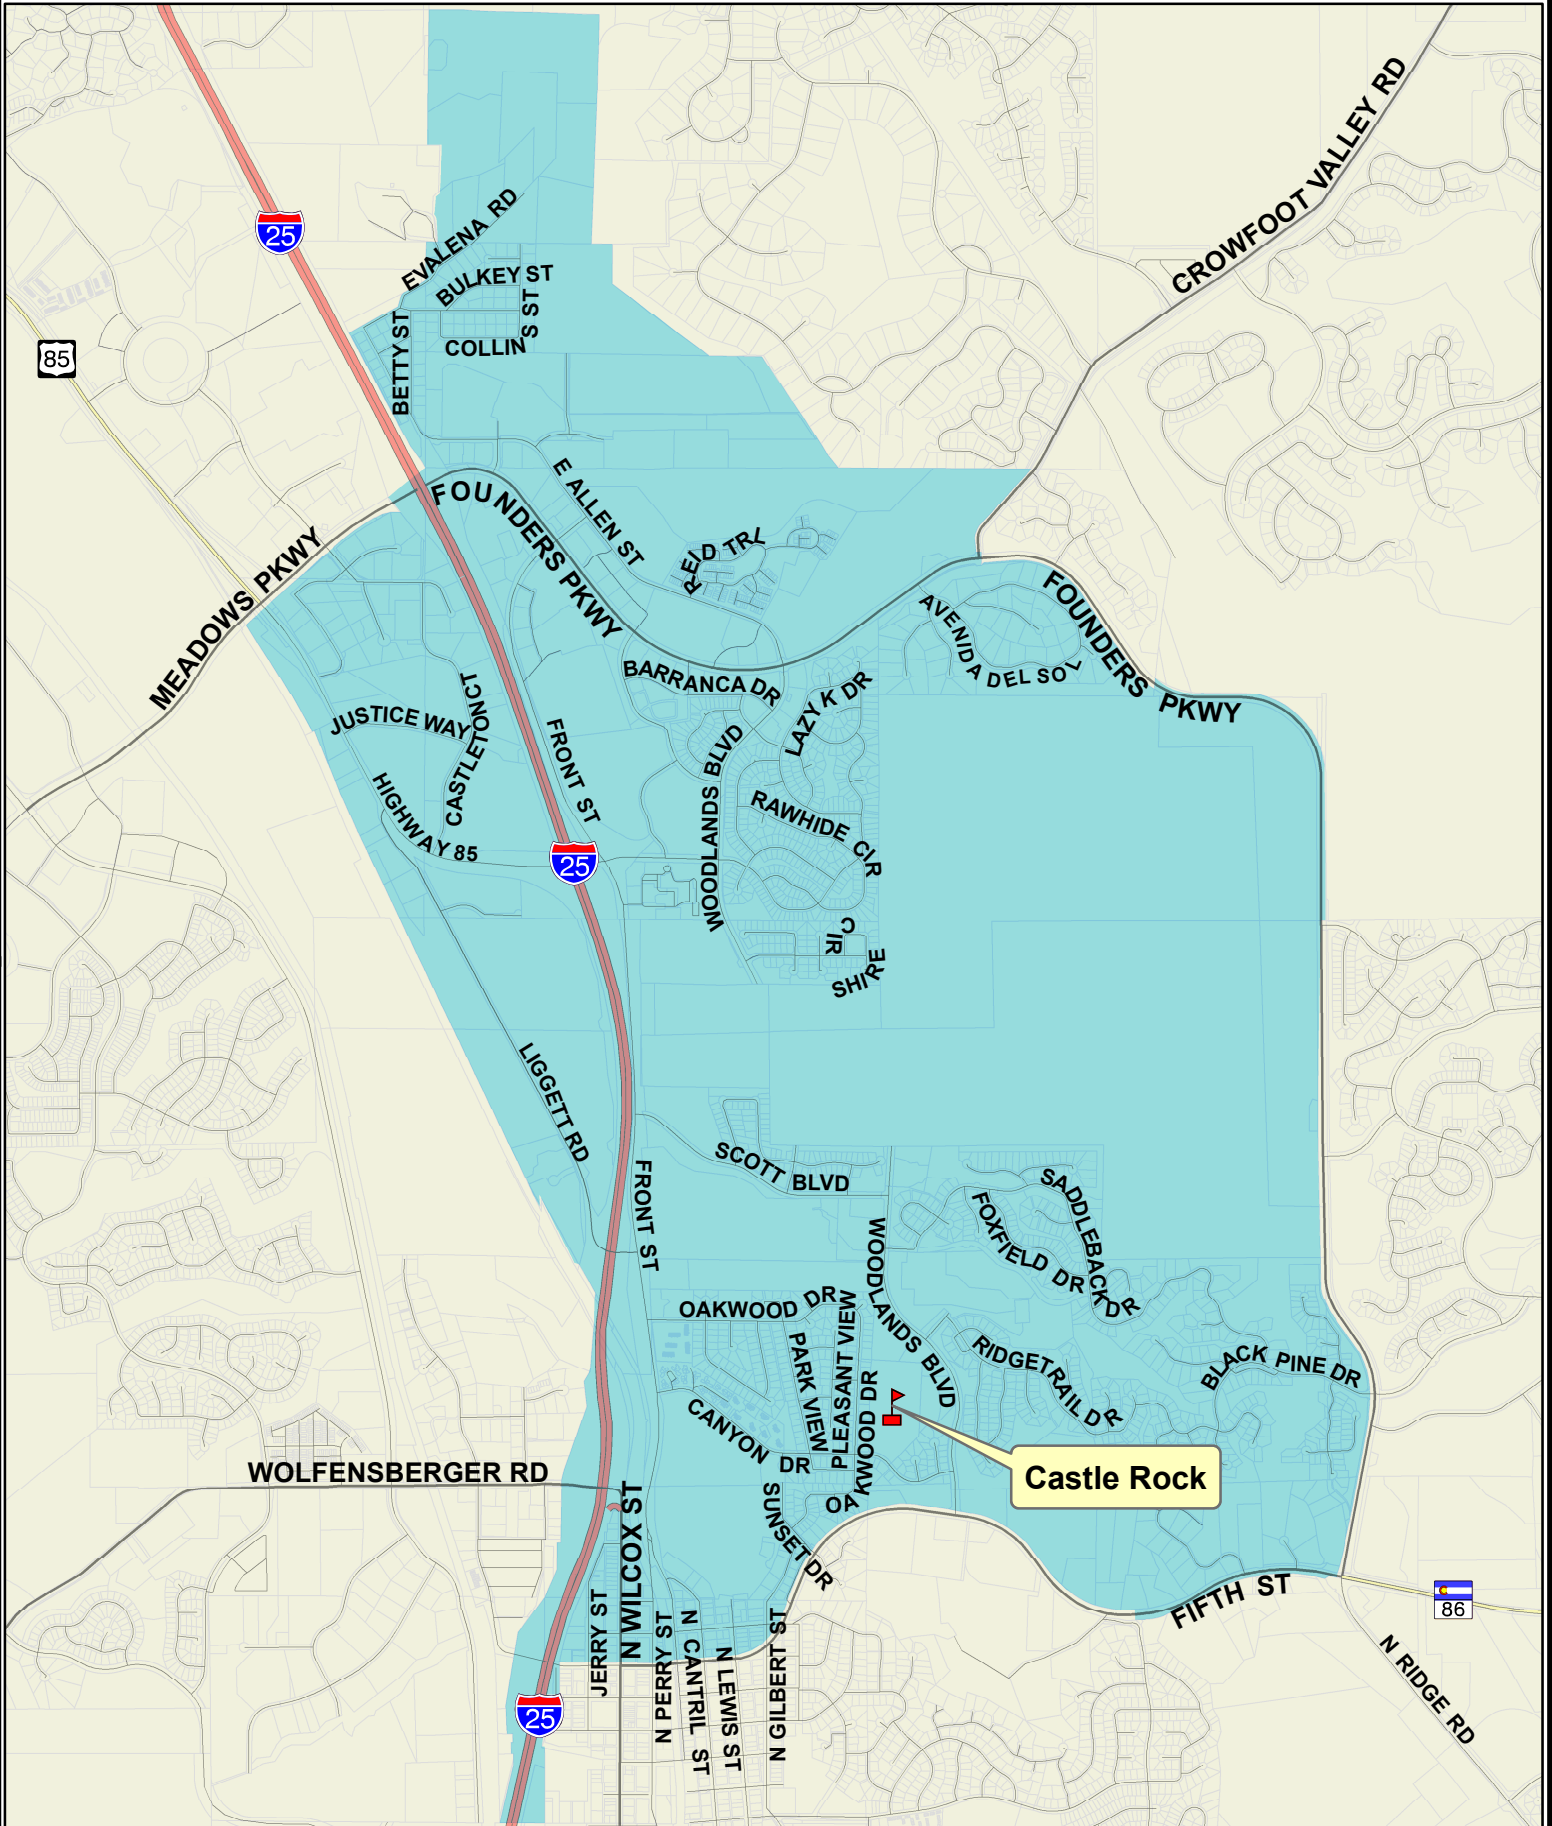 CROWFOOT VALLEY RD
25
EVALENA RD
BULKEY ST
COLLINS ST
BETTY ST
85
FOUNDERS PKWY
E ALLEN ST
REID TRL
MEADOWS PKWY
AVENIDA DEL SOL
FOUNDERS PKWY
BARRANCA DR
LAZY K DR
JUSTICE WAY
CASTLETON CT
FRONT ST
WOODLANDS BLVD
RAWHIDE CIR
HIGHWAY 85
25
SHIRE CIR
LIGGETT RD
SCOTT BLVD
FRONT ST
WOODLANDS BLVD
FOXFIELD DR
SADDLEBACK DR
OAKWOOD DR
PARK VIEW
PLEASANT VIEW
OAKWOOD DR
RIDGETRAIL DR
BLACK PINE DR
CANYON DR
Castle Rock
WOLFENSBERGER RD
SUNSET DR
N WILCOX ST
JERRY ST
N PERRY ST
N CANTRIL ST
N LEWIS ST
N GILBERT ST
FIFTH ST
86
N RIDGE RD
25